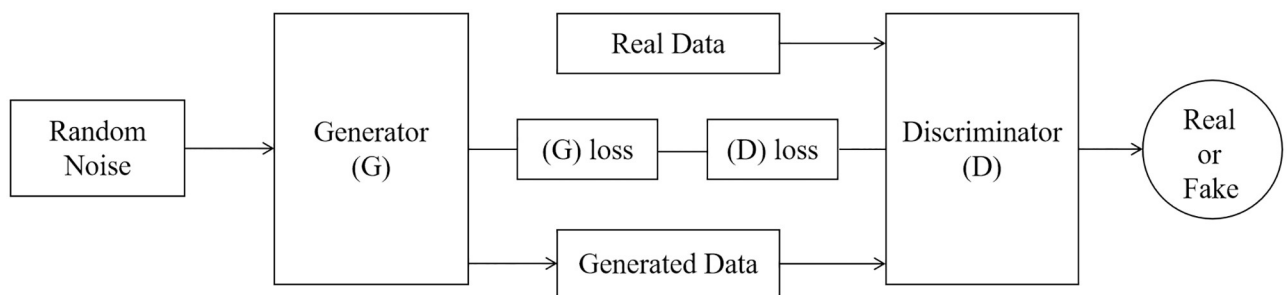 Random
Noise
Generator
(G)
Real Data
(G) loss
(D) loss
Generated Data
Discriminator
(D)
Real
or
Fake